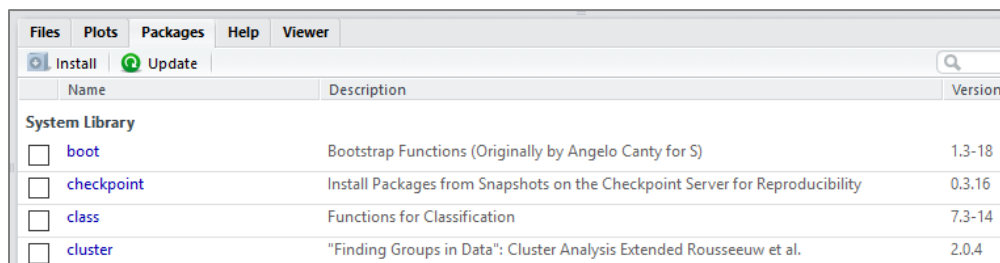 Files Plots Packages Help Viewer
Install Update
Name Description Version
System Library
boot Bootstrap Functions (Originally by Angelo Canty for S) 1.3-18
checkpoint Install Packages from Snapshots on the Checkpoint Server for Reproducibility 0.3.16
class Functions for Classification 7.3-14
cluster "Finding Groups in Data": Cluster Analysis Extended Rousseeuw et al. 2.0.4